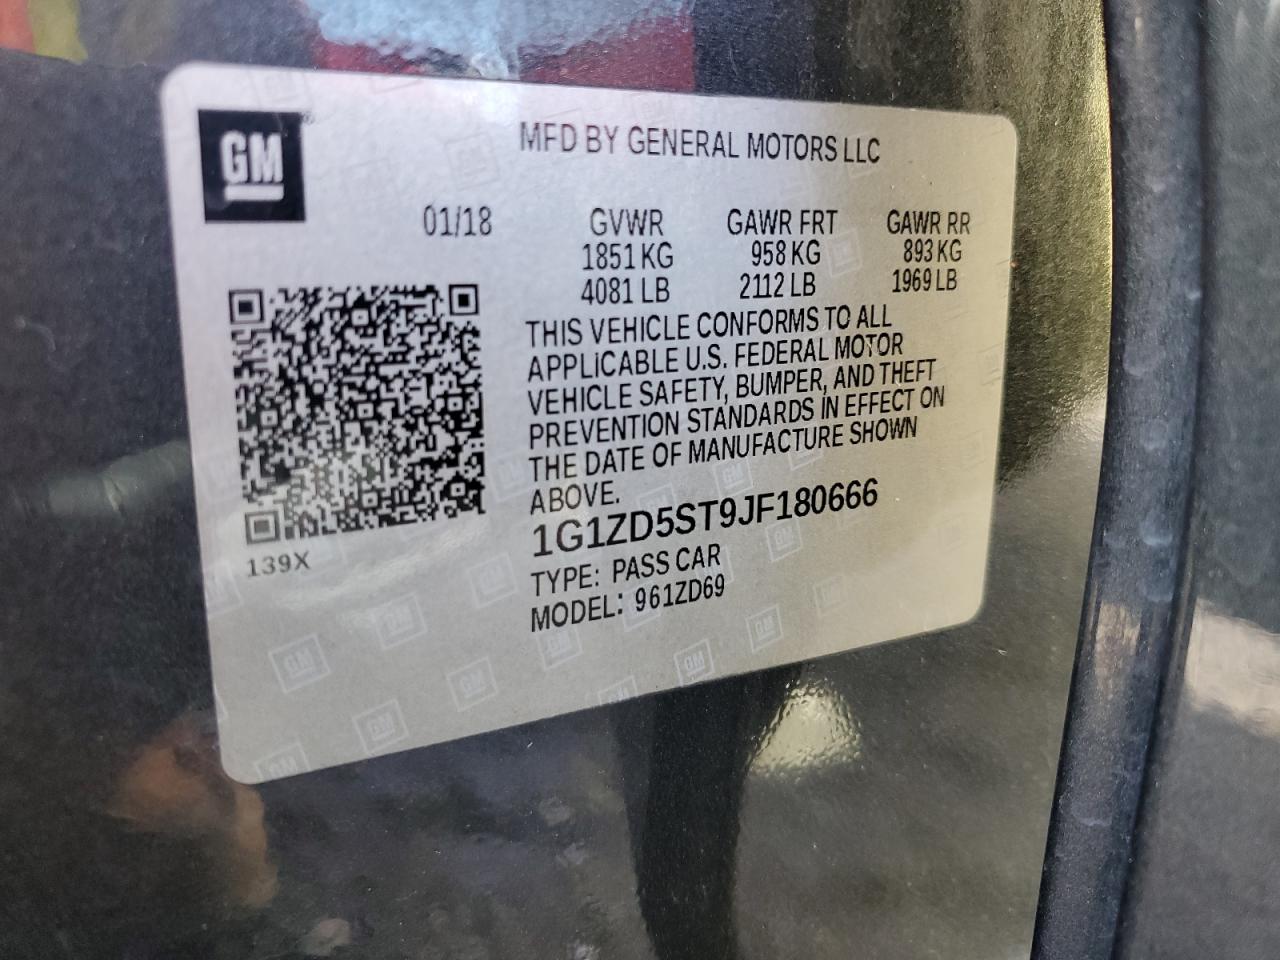 GM
MFD BY GENERAL MOTORS LLC
01/18 GVWR GAWR FRT GAWR RR
1851 KG 958 KG 893 KG
4081 LB 2112 LB 1969 LB
THIS VEHICLE CONFORMS TO ALL
APPLICABLE U.S. FEDERAL MOTOR
VEHICLE SAFETY, BUMPER, AND THEFT
PREVENTION STANDARDS IN EFFECT ON
THE DATE OF MANUFACTURE SHOWN
ABOVE.
1G1ZD5ST9JF180666
139X
TYPE: PASS CAR
MODEL: 961ZD69